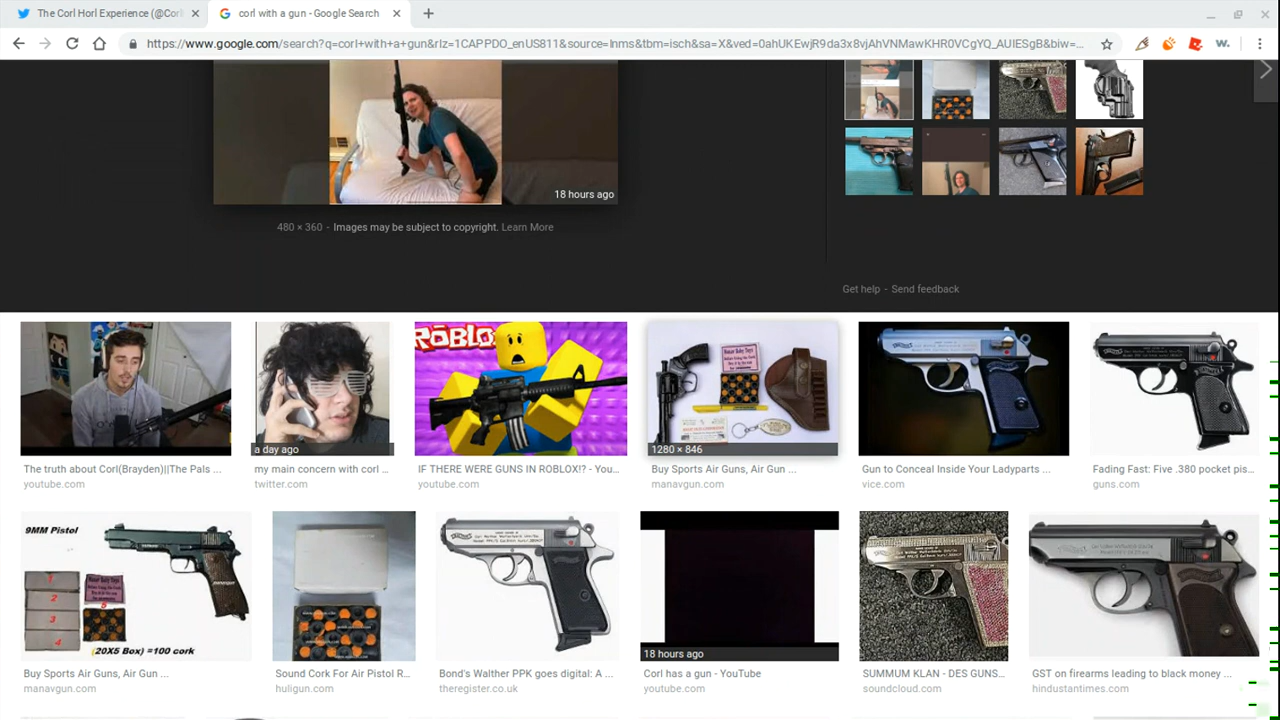 The Corl Horl Experience (@Corl
corl with a gun - Google Search
https://www.google.com/search?q=corl+with+a+gun&rlz=1CAPPDO_enUS811&source=lnms&tbm=isch&sa=X&ved=0ahUKEwjR9da3x8vjAhVNMawKHR0VCgYQ_AUIESgB&biw=...
18 hours ago
480 × 360 - Images may be subject to copyright. Learn More
Get help - Send feedback
ROBLOX
a day ago
1280 × 846
The truth about Corl(Brayden)||The Pals ...
my main concern with corl ...
IF THERE WERE GUNS IN ROBLOX!? - You...
Buy Sports Air Guns, Air Gun ...
Gun to Conceal Inside Your Ladyparts ...
Fading Fast: Five .380 pocket pis...
youtube.com
twitter.com
youtube.com
manavgun.com
vice.com
guns.com
9MM Pistol
1
2
3
4
5
(20X5 Box) =100 cork
18 hours ago
Buy Sports Air Guns, Air Gun ...
Sound Cork For Air Pistol R...
Bond's Walther PPK goes digital: A ...
Corl has a gun - YouTube
SUMMUM KLAN - DES GUNS...
GST on firearms leading to black money ...
manavgun.com
huligun.com
theregister.co.uk
youtube.com
soundcloud.com
hindustantimes.com